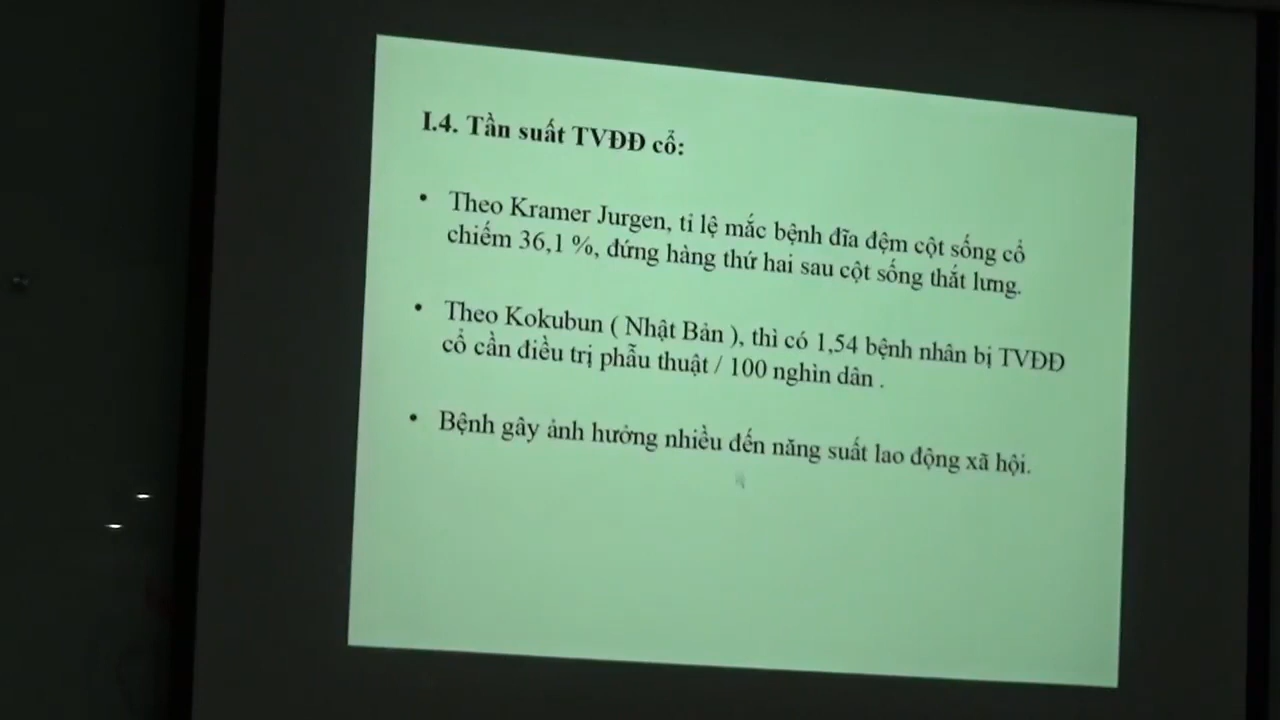 I.4. Tần suất TVĐĐ cổ:
• Theo Kramer Jurgen, tỉ lệ mắc bệnh đĩa đệm cột sống cổ
chiếm 36,1 %, đứng hàng thứ hai sau cột sống thắt lưng.
• Theo Kokubun ( Nhật Bản ), thì có 1,54 bệnh nhân bị TVĐĐ
cổ cần điều trị phẫu thuật / 100 nghìn dân .
• Bệnh gây ảnh hưởng nhiều đến năng suất lao động xã hội.